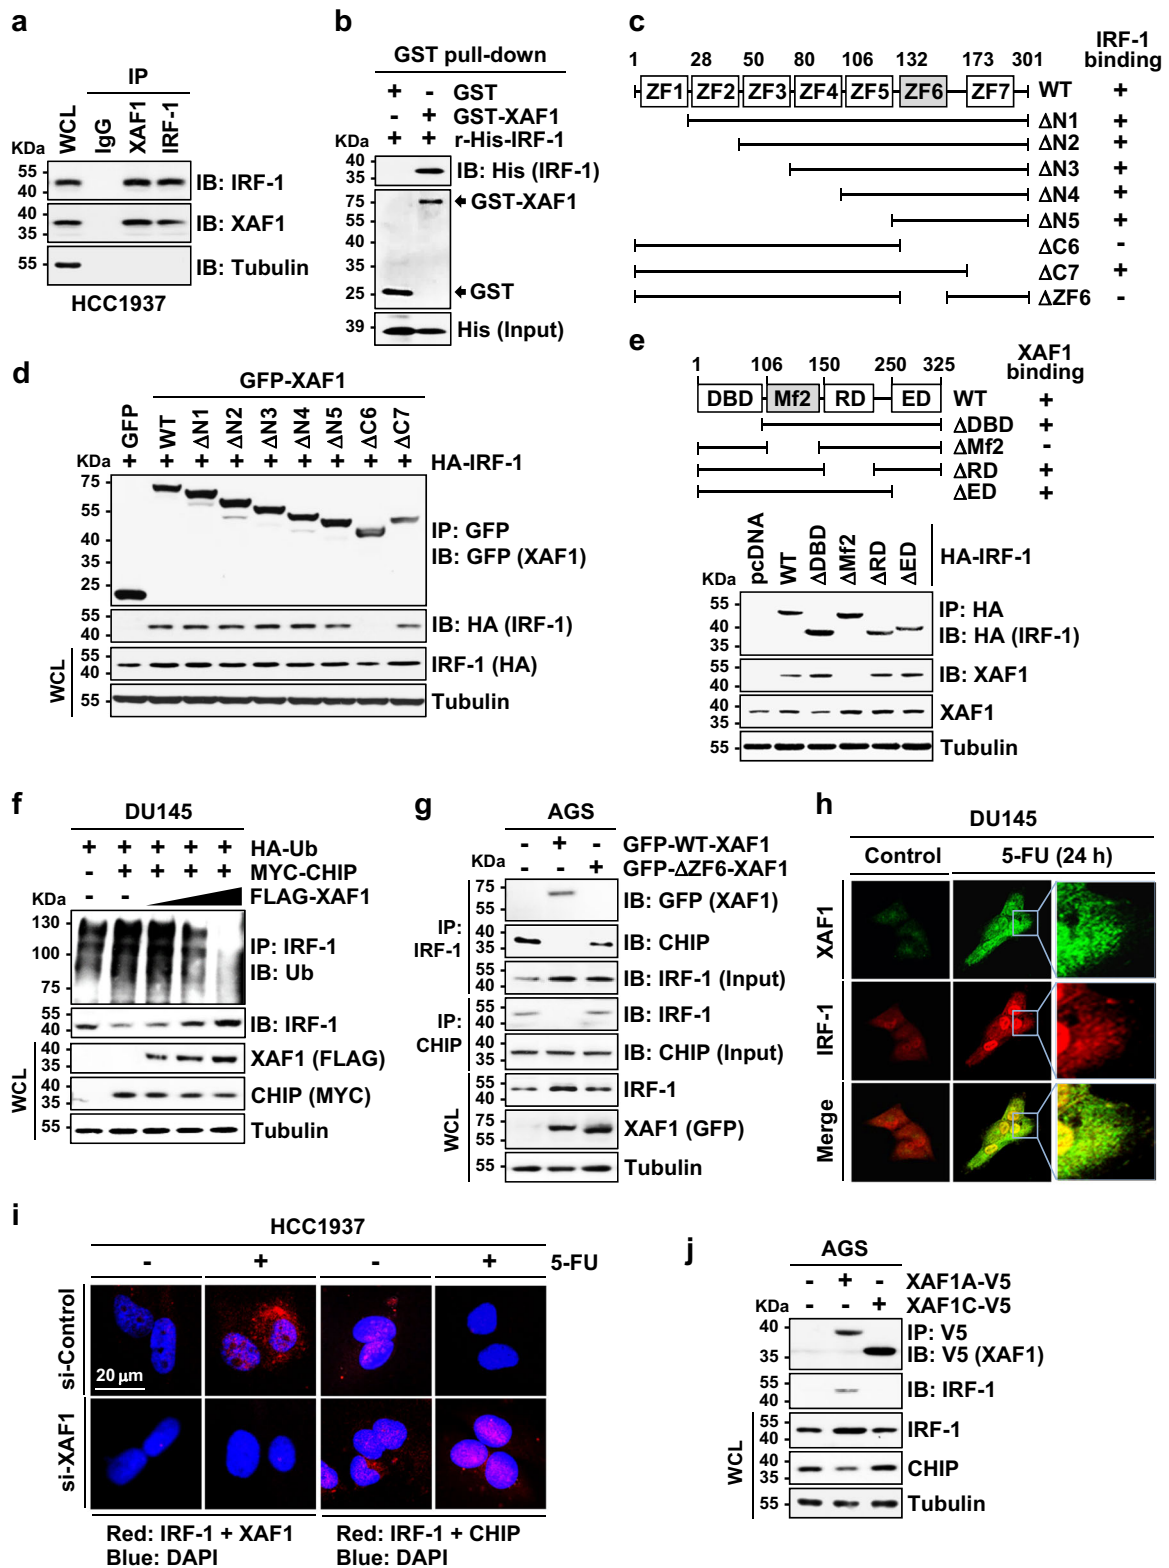 a
IP
KDa
WCL
IgG
XAF1
IRF-1
55
40
IB: IRF-1
40
35
IB: XAF1
55
IB: Tubulin
HCC1937
b
GST pull-down
+ - GST
- + GST-XAF1
+ + r-His-IRF-1
KDa
40
35
IB: His (IRF-1)
75
GST-XAF1
55
40
35
25
GST
39
His (Input)
c
1 28 50 80 106 132 173 301
IRF-1
binding
ZF1 ZF2 ZF3 ZF4 ZF5 ZF6 ZF7 WT +
ΔN1 +
ΔN2 +
ΔN3 +
ΔN4 +
ΔN5 +
ΔC6 -
ΔC7 +
ΔZF6 -
d
GFP-XAF1
GFP
WT
ΔN1
ΔN2
ΔN3
ΔN4
ΔN5
ΔC6
ΔC7
KDa
+ + + + + + + + + HA-IRF-1
75
55
40
35
25
IP: GFP
IB: GFP (XAF1)
55
40
IB: HA (IRF-1)
WCL
55
40
IRF-1 (HA)
55
Tubulin
e
1 106 150 250 325
XAF1
binding
DBD Mf2 RD ED WT +
ΔDBD +
ΔMf2 -
ΔRD +
ΔED +
KDa
pcDNA
WT
ΔDBD
ΔMf2
ΔRD
ΔED
HA-IRF-1
55
40
35
IP: HA
IB: HA (IRF-1)
55
40
IB: XAF1
40
35
XAF1
55
Tubulin
f
DU145
+ + + + + HA-Ub
- + + + + MYC-CHIP
- - FLAG-XAF1
KDa
130
100
75
IP: IRF-1
IB: Ub
55
40
IB: IRF-1
WCL
40
35
XAF1 (FLAG)
40
35
CHIP (MYC)
55
Tubulin
g
AGS
- + - GFP-WT-XAF1
- - + GFP-ΔZF6-XAF1
KDa
IP:
IRF-1
75
55
IB: GFP (XAF1)
40
35
IB: CHIP
55
40
IB: IRF-1 (Input)
IP:
CHIP
55
40
IB: IRF-1
40
35
IB: CHIP (Input)
WCL
55
40
IRF-1
75
55
XAF1 (GFP)
55
Tubulin
h
DU145
Control 5-FU (24 h)
XAF1
IRF-1
Merge
i
HCC1937
- + - + 5-FU
si-Control
20 μm
si-XAF1
Red: IRF-1 + XAF1
Blue: DAPI
Red: IRF-1 + CHIP
Blue: DAPI
j
AGS
- + - XAF1A-V5
- - + XAF1C-V5
KDa
40
35
IP: V5
IB: V5 (XAF1)
55
40
IB: IRF-1
WCL
55
40
IRF-1
40
35
CHIP
55
Tubulin